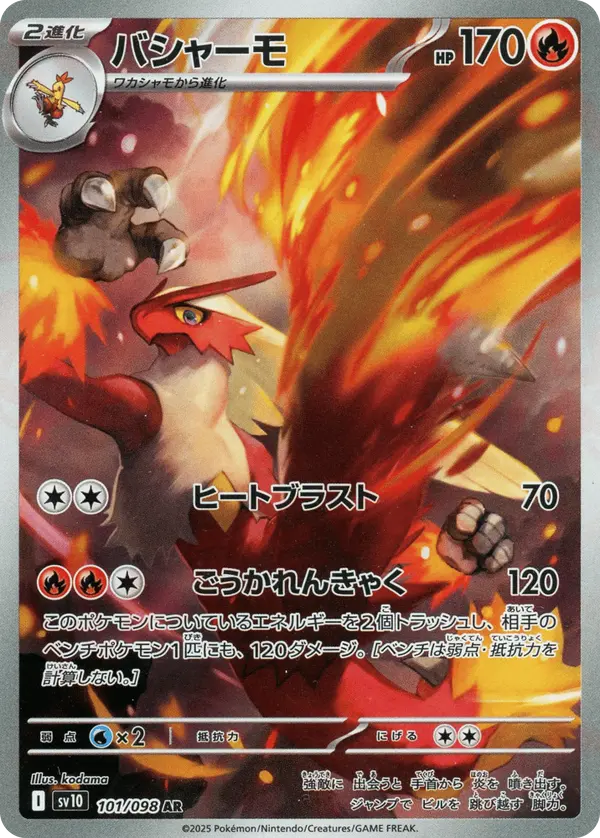 2進化
バシャーモ
HP170
ワカシャモから進化
ヒートブラスト 70
ごうかれんきゃく 120
このポケモンについているエネルギーを2個トラッシュし、相手の
ベンチポケモン1匹にも、120ダメージ。[ベンチは弱点・抵抗力を
計算しない。]
弱点 ×2 抵抗力 にげる
Illus. kodama
I sv10 101/098 AR
強敵に 出会うと 手首から 炎を 噴き出す。
ジャンプで ビルを 跳び越す 脚力。
©2025 Pokémon/Nintendo/Creatures/GAME FREAK.